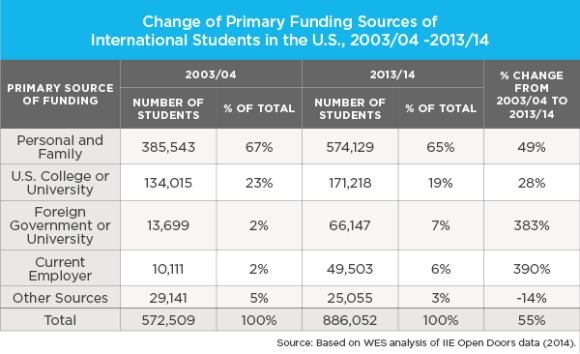 Change of Primary Funding Sources of
International Students in the U.S., 2003/04 -2013/14
PRIMARY SOURCE
OF FUNDING
2003/04
2013/14
% CHANGE
FROM
2003/04 TO
2013/14
NUMBER OF
STUDENTS
% OF TOTAL
NUMBER OF
STUDENTS
% OF TOTAL
Personal and
Family
385,543 67% 574,129 65% 49%
U.S. College or
University
134,015 23% 171,218 19% 28%
Foreign
Government or
University
13,699 2% 66,147 7% 383%
Current
Employer
10,111 2% 49,503 6% 390%
Other Sources 29,141 5% 25,055 3% -14%
Total 572,509 100% 886,052 100% 55%
Source: Based on WES analysis of IIE Open Doors data (2014).